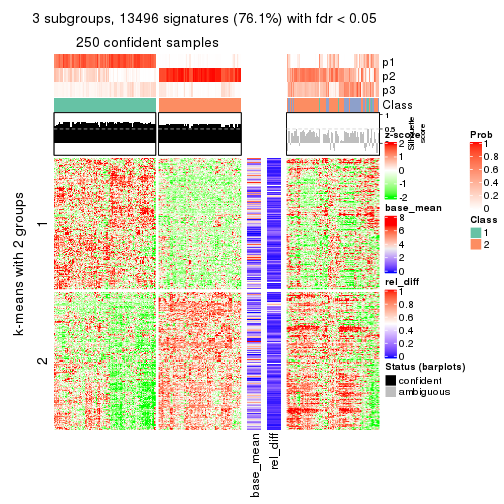 3 subgroups, 13496 signatures (76.1%) with fdr < 0.05
250 confident samples
p1
p2
p3
Class
1
0.5
0
Silhouette
score
k-means with 2 groups
1
2
base_mean
rel_diff
z-score
2
1
0
-1
-2
base_mean
8
6
4
2
0
rel_diff
1
0.8
0.6
0.4
0.2
0
Status (barplots)
confident
ambiguous
Prob
1
0.8
0.6
0.4
0.2
0
Class
1
2